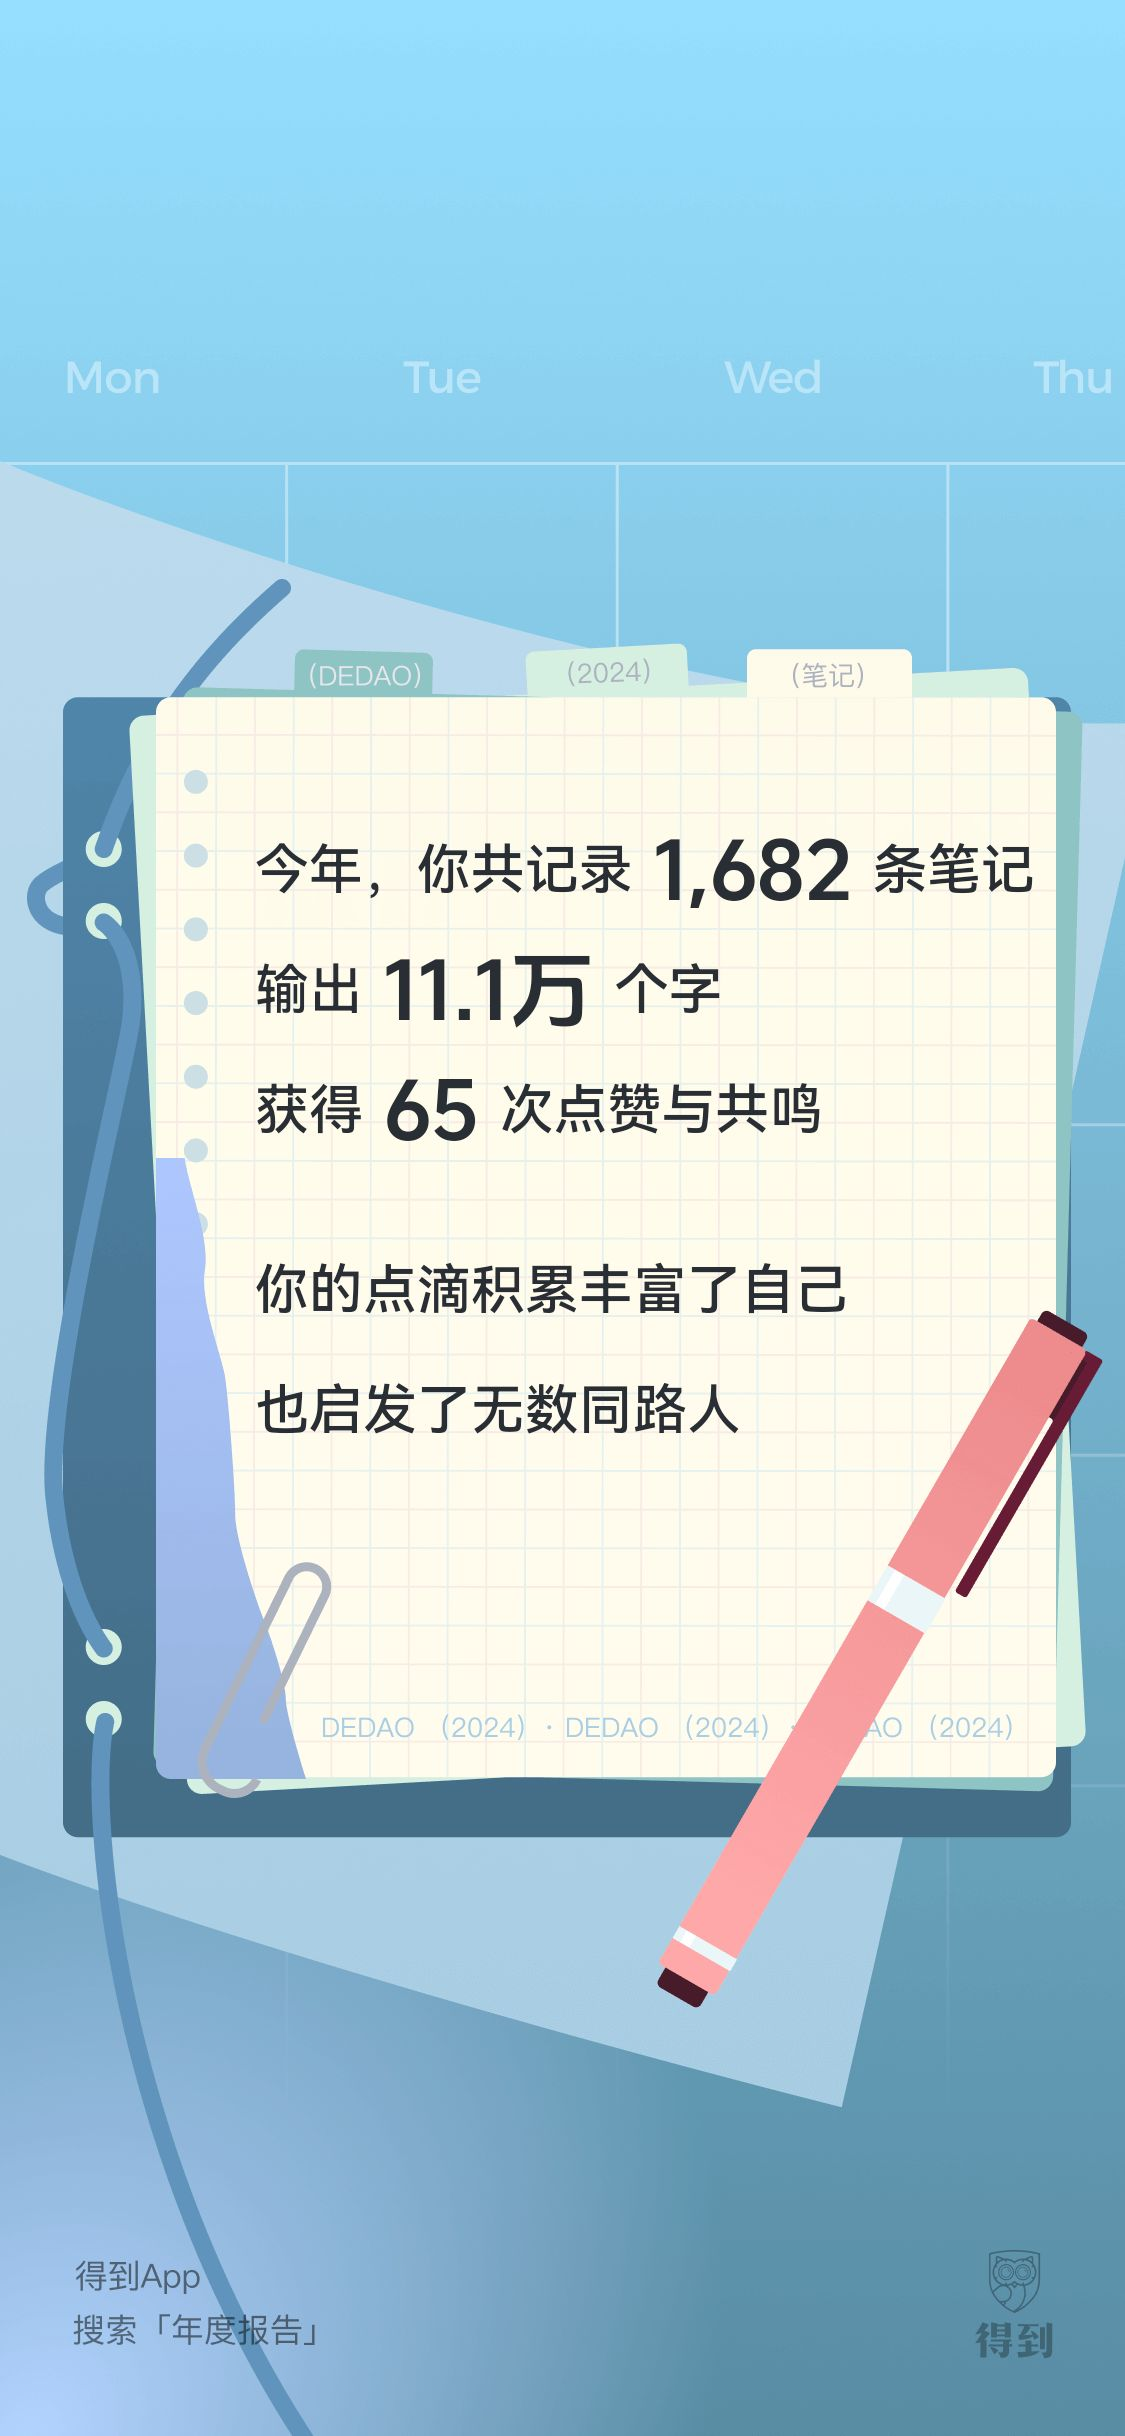 Mon Tue Wed Thu
(DEDAO) (2024) (笔记)
今年，你共记录 1,682 条笔记
输出 11.1万 个字
获得 65 次点赞与共鸣
你的点滴积累丰富了自己
也启发了无数同路人
DEDAO (2024) · DEDAO (2024) · AO (2024)
得到App
搜索「年度报告」
得到